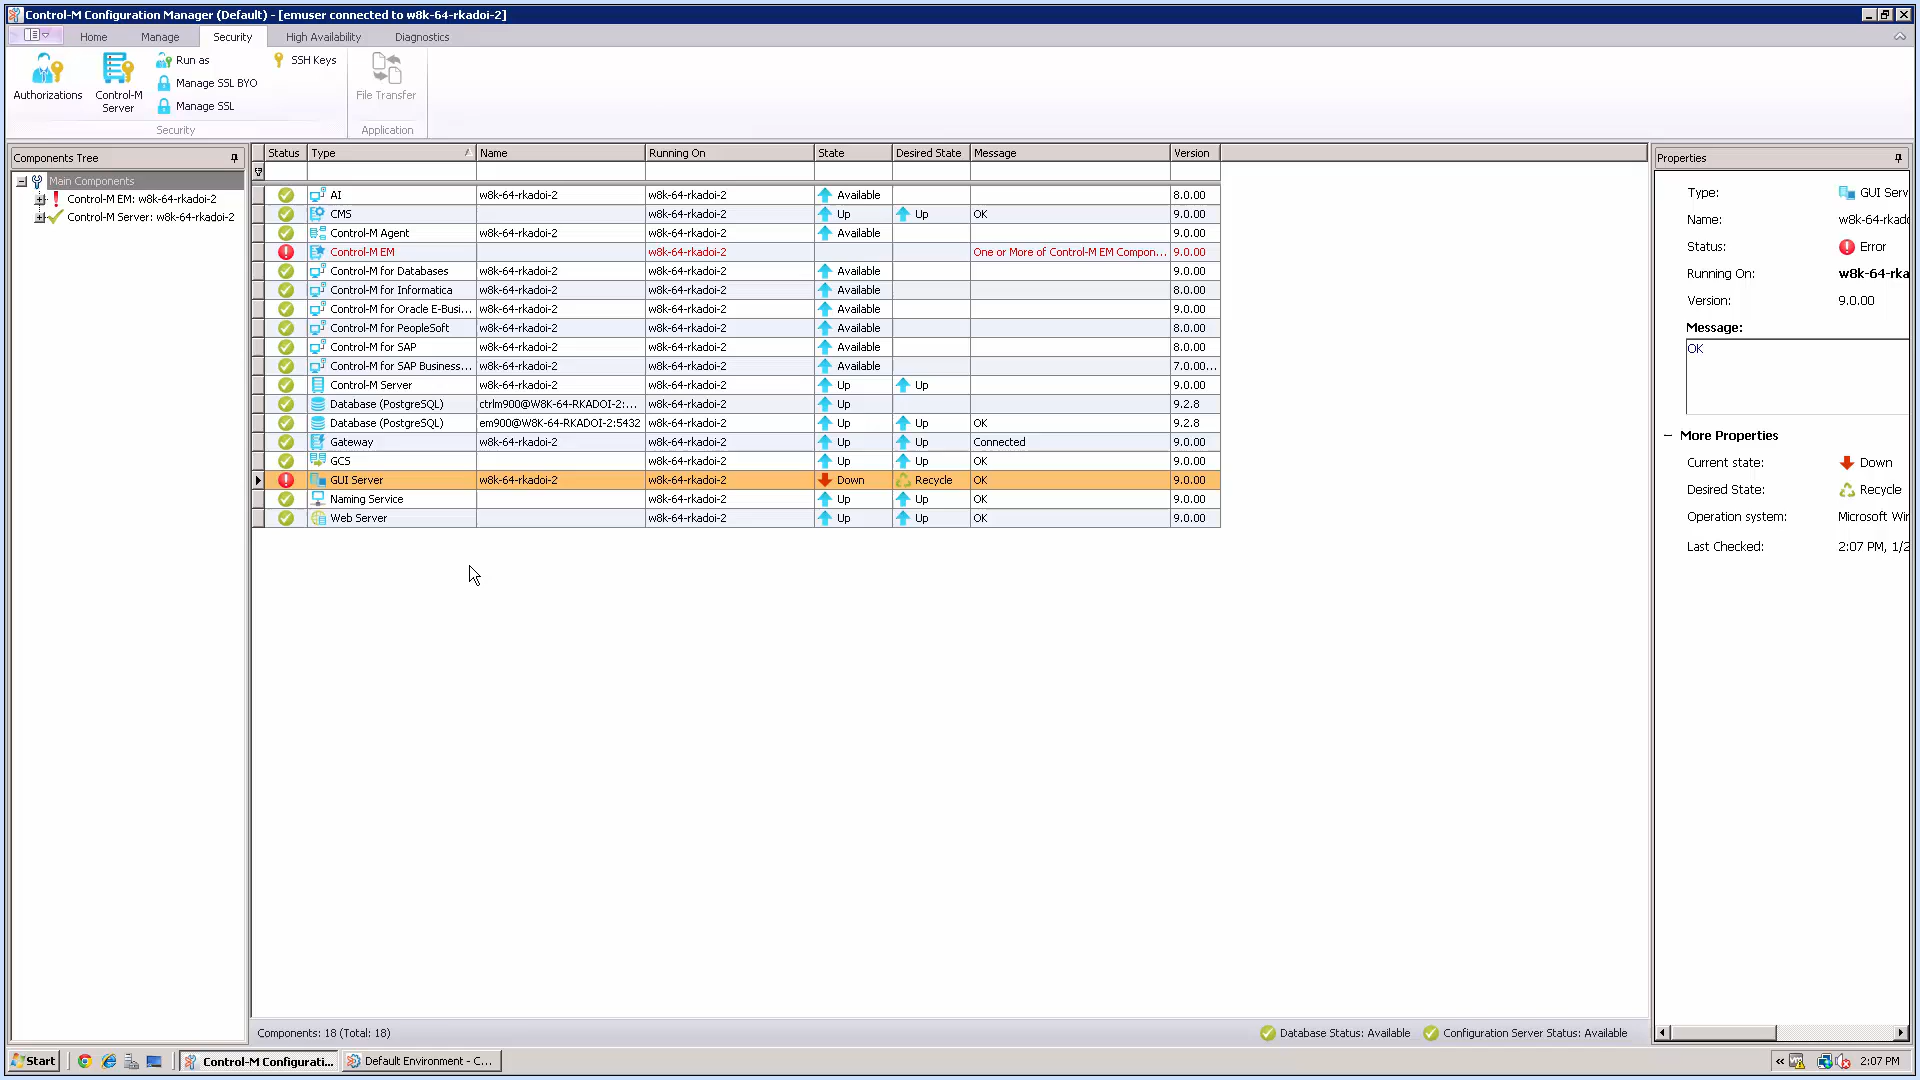 Control-M Configuration Manager (Default) - [emuser connected to w8k-64-rkadoi-2]
Home Manage Security High Availability Diagnostics
Authorizations
Control-M Server
Run as
Manage SSL BYO
Manage SSL
SSH Keys
Security
File Transfer
Application
Components Tree
Main Components
Control-M EM: w8k-64-rkadoi-2
Control-M Server: w8k-64-rkadoi-2
Status Type Name Running On State Desired State Message Version
AI w8k-64-rkadoi-2 w8k-64-rkadoi-2 Available 8.0.00
CMS w8k-64-rkadoi-2 Up Up OK 9.0.00
Control-M Agent w8k-64-rkadoi-2 w8k-64-rkadoi-2 Available 9.0.00
Control-M EM w8k-64-rkadoi-2 One or More of Control-M EM Compon... 9.0.00
Control-M for Databases w8k-64-rkadoi-2 w8k-64-rkadoi-2 Available 9.0.00
Control-M for Informatica w8k-64-rkadoi-2 w8k-64-rkadoi-2 Available 8.0.00
Control-M for Oracle E-Busi... w8k-64-rkadoi-2 w8k-64-rkadoi-2 Available 9.0.00
Control-M for PeopleSoft w8k-64-rkadoi-2 w8k-64-rkadoi-2 Available 8.0.00
Control-M for SAP w8k-64-rkadoi-2 w8k-64-rkadoi-2 Available 8.0.00
Control-M for SAP Business... w8k-64-rkadoi-2 w8k-64-rkadoi-2 Available 7.0.00...
Control-M Server w8k-64-rkadoi-2 w8k-64-rkadoi-2 Up Up 9.0.00
Database (PostgreSQL) ctrlm900@W8K-64-RKADOI-2:... w8k-64-rkadoi-2 Up 9.2.8
Database (PostgreSQL) em900@W8K-64-RKADOI-2:5432 w8k-64-rkadoi-2 Up Up OK 9.2.8
Gateway w8k-64-rkadoi-2 w8k-64-rkadoi-2 Up Up Connected 9.0.00
GCS w8k-64-rkadoi-2 Up Up OK 9.0.00
GUI Server w8k-64-rkadoi-2 w8k-64-rkadoi-2 Down Recycle OK 9.0.00
Naming Service w8k-64-rkadoi-2 Up Up OK 9.0.00
Web Server w8k-64-rkadoi-2 Up Up OK 9.0.00
Components: 18 (Total: 18)
Database Status: Available Configuration Server Status: Available
Properties
Type: GUI Serv
Name: w8k-64-rkad
Status: Error
Running On: w8k-64-rka
Version: 9.0.00
Message:
OK
More Properties
Current state: Down
Desired State: Recycle
Operation system: Microsoft Wir
Last Checked: 2:07 PM, 1/2
Start Control-M Configurati... Default Environment - C... « 2:07 PM